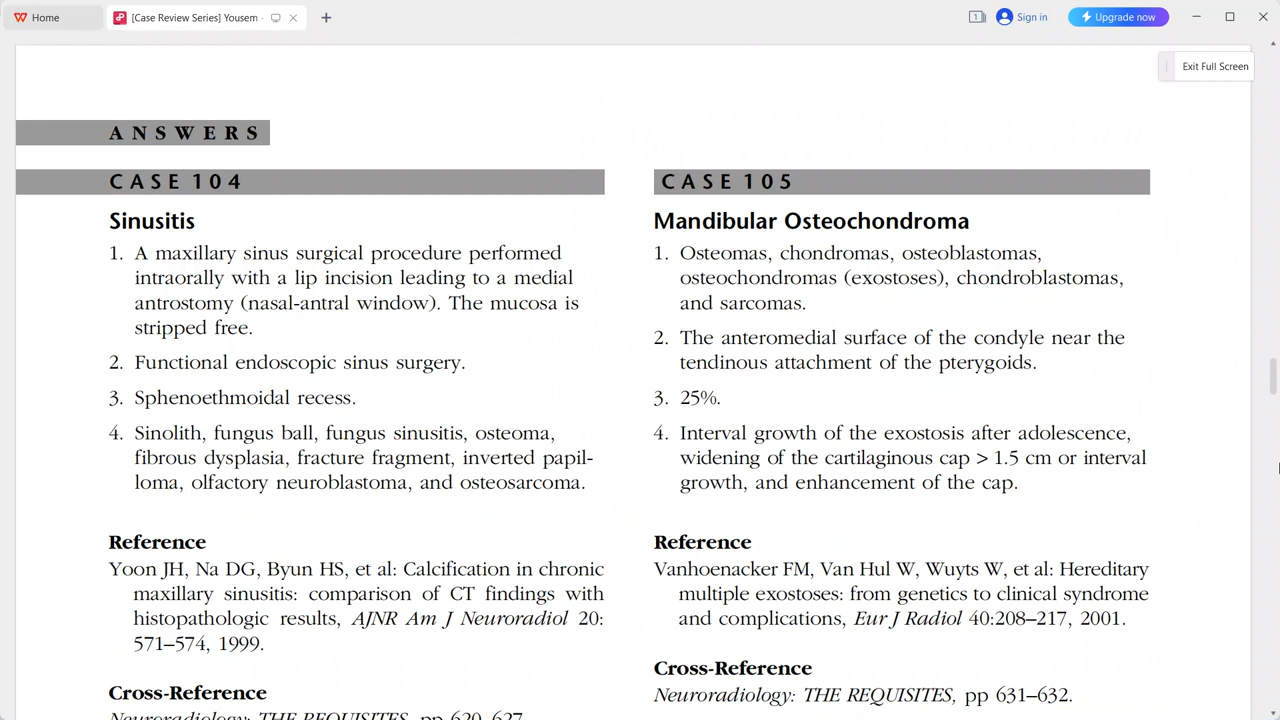 Home
[Case Review Series] Yousem -
1
Sign in
Upgrade now
Exit Full Screen
ANSWERS
CASE 104
Sinusitis
1. A maxillary sinus surgical procedure performed
intraorally with a lip incision leading to a medial
antrostomy (nasal-antral window). The mucosa is
stripped free.
2. Functional endoscopic sinus surgery.
3. Sphenoethmoidal recess.
4. Sinolith, fungus ball, fungus sinusitis, osteoma,
fibrous dysplasia, fracture fragment, inverted papil-
loma, olfactory neuroblastoma, and osteosarcoma.
Reference
Yoon JH, Na DG, Byun HS, et al: Calcification in chronic
maxillary sinusitis: comparison of CT findings with
histopathologic results, AJNR Am J Neuroradiol 20:
571–574, 1999.
Cross-Reference
Neuroradiology: THE REQUISITES, pp 620–627.
CASE 105
Mandibular Osteochondroma
1. Osteomas, chondromas, osteoblastomas,
osteochondromas (exostoses), chondroblastomas,
and sarcomas.
2. The anteromedial surface of the condyle near the
tendinous attachment of the pterygoids.
3. 25%.
4. Interval growth of the exostosis after adolescence,
widening of the cartilaginous cap > 1.5 cm or interval
growth, and enhancement of the cap.
Reference
Vanhoenacker FM, Van Hul W, Wuyts W, et al: Hereditary
multiple exostoses: from genetics to clinical syndrome
and complications, Eur J Radiol 40:208–217, 2001.
Cross-Reference
Neuroradiology: THE REQUISITES, pp 631–632.